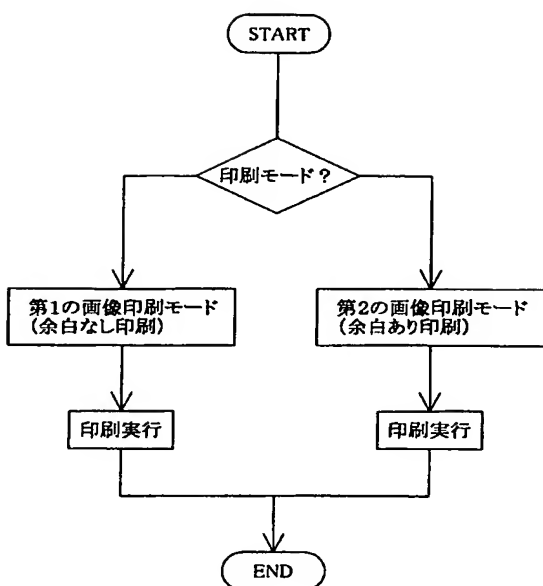 START
印刷モード?
第1の画像印刷モード
(余白なし印刷)
第2の画像印刷モード
(余白あり印刷)
印刷実行
印刷実行
END